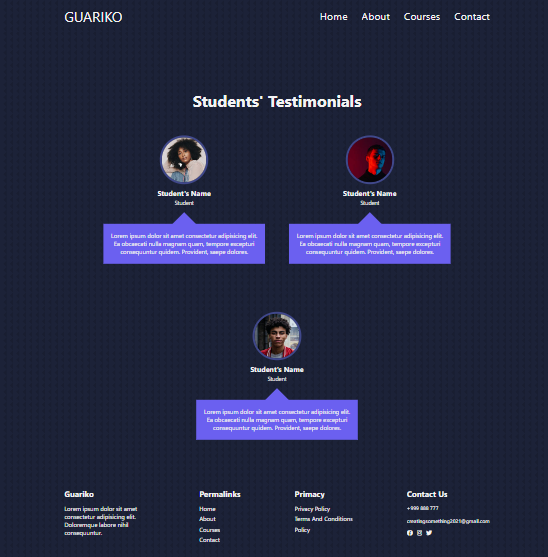 GUARIKO
Home About Courses Contact
Students' Testimonials
Student's Name
Student
Lorem ipsum dolor sit amet consectetur adipisicing elit.
Ea obcaecati nulla magnam quam, tempore excepturi
consequuntur quidem. Provident, saepe dolores.
Student's Name
Student
Lorem ipsum dolor sit amet consectetur adipisicing elit.
Ea obcaecati nulla magnam quam, tempore excepturi
consequuntur quidem. Provident, saepe dolores.
Student's Name
Student
Lorem ipsum dolor sit amet consectetur adipisicing elit.
Ea obcaecati nulla magnam quam, tempore excepturi
consequuntur quidem. Provident, saepe dolores.
Guariko
Lorem ipsum dolor sit amet
consectetur adipisicing elit.
Doloremque labore nihil
consequuntur.
Permalinks
Home
About
Courses
Contact
Primacy
Privacy Policy
Terms And Conditions
Policy
Contact Us
+999 888 777
creatingsomething2021@gmail.com